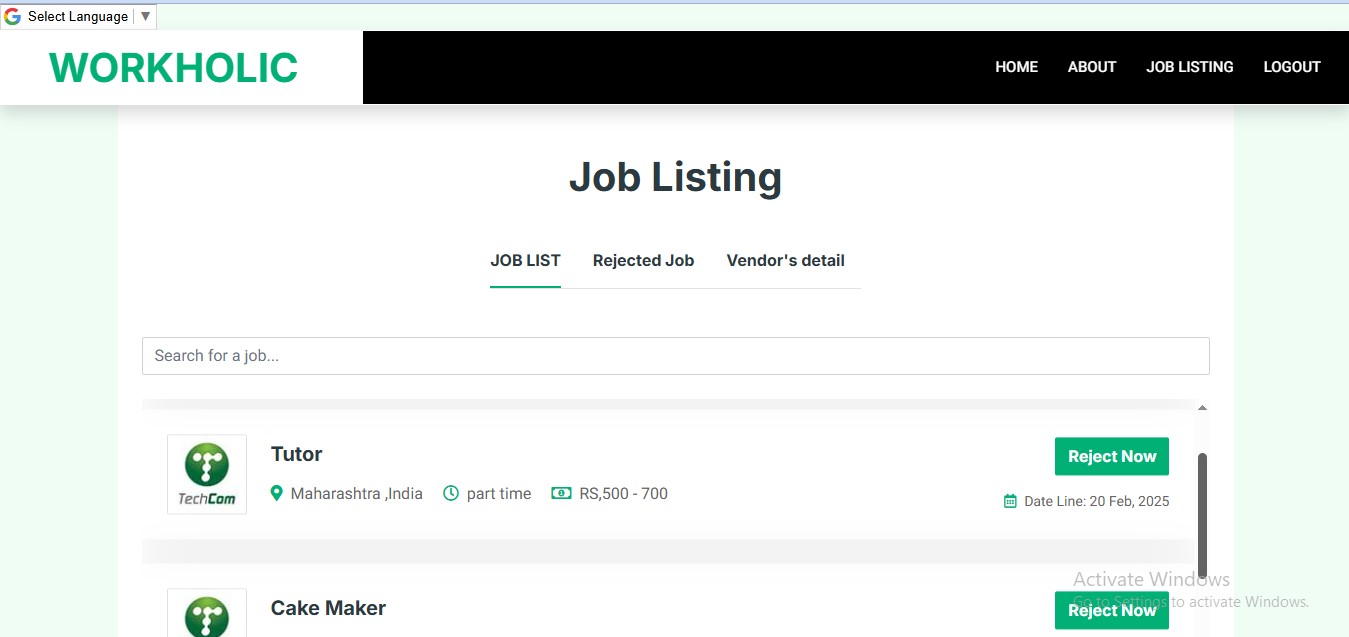 Select Language ▼
WORKHOLIC
HOME ABOUT JOB LISTING LOGOUT
Job Listing
JOB LIST Rejected Job Vendor's detail
Search for a job...
Tutor
Reject Now
TechCom
Maharashtra ,India part time RS,500 - 700
Date Line: 20 Feb, 2025
Activate Windows
Go to Settings to activate Windows.
Cake Maker
Reject Now